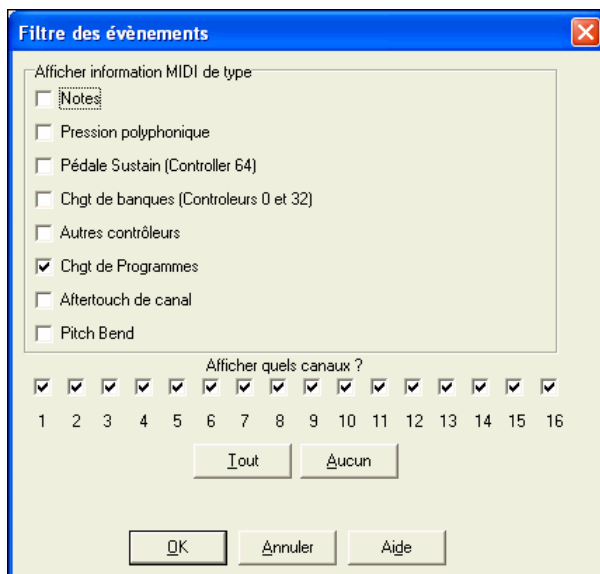 Filtre des évènements
Afficher information MIDI de type
Notes
Pression polyphonique
Pédale Sustain (Controller 64)
Chgt de banques (Controleurs 0 et 32)
Autres contrôleurs
Chgt de Programmes
Aftertouch de canal
Pitch Bend
Afficher quels canaux ?
1 2 3 4 5 6 7 8 9 10 11 12 13 14 15 16
Tout Aucun
OK Annuler Aide